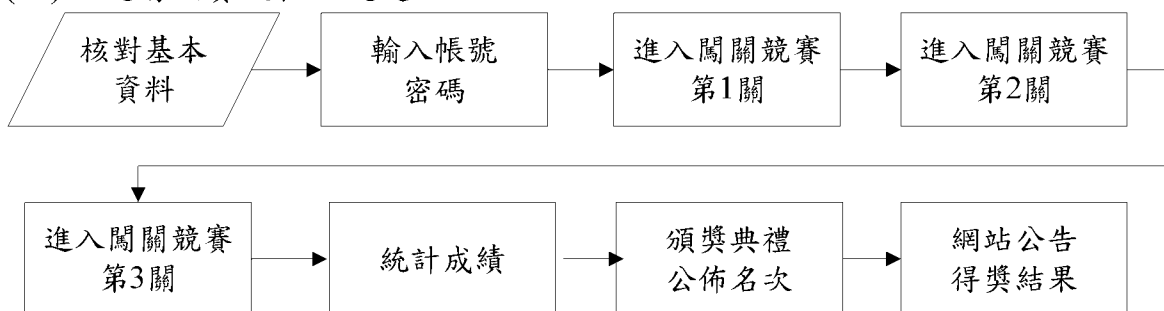 核對基本
資料
輸入帳號
密碼
進入闖關競賽
第1關
進入闖關競賽
第2關
進入闖關競賽
第3關
統計成績
頒獎典禮
公佈名次
網站公告
得獎結果